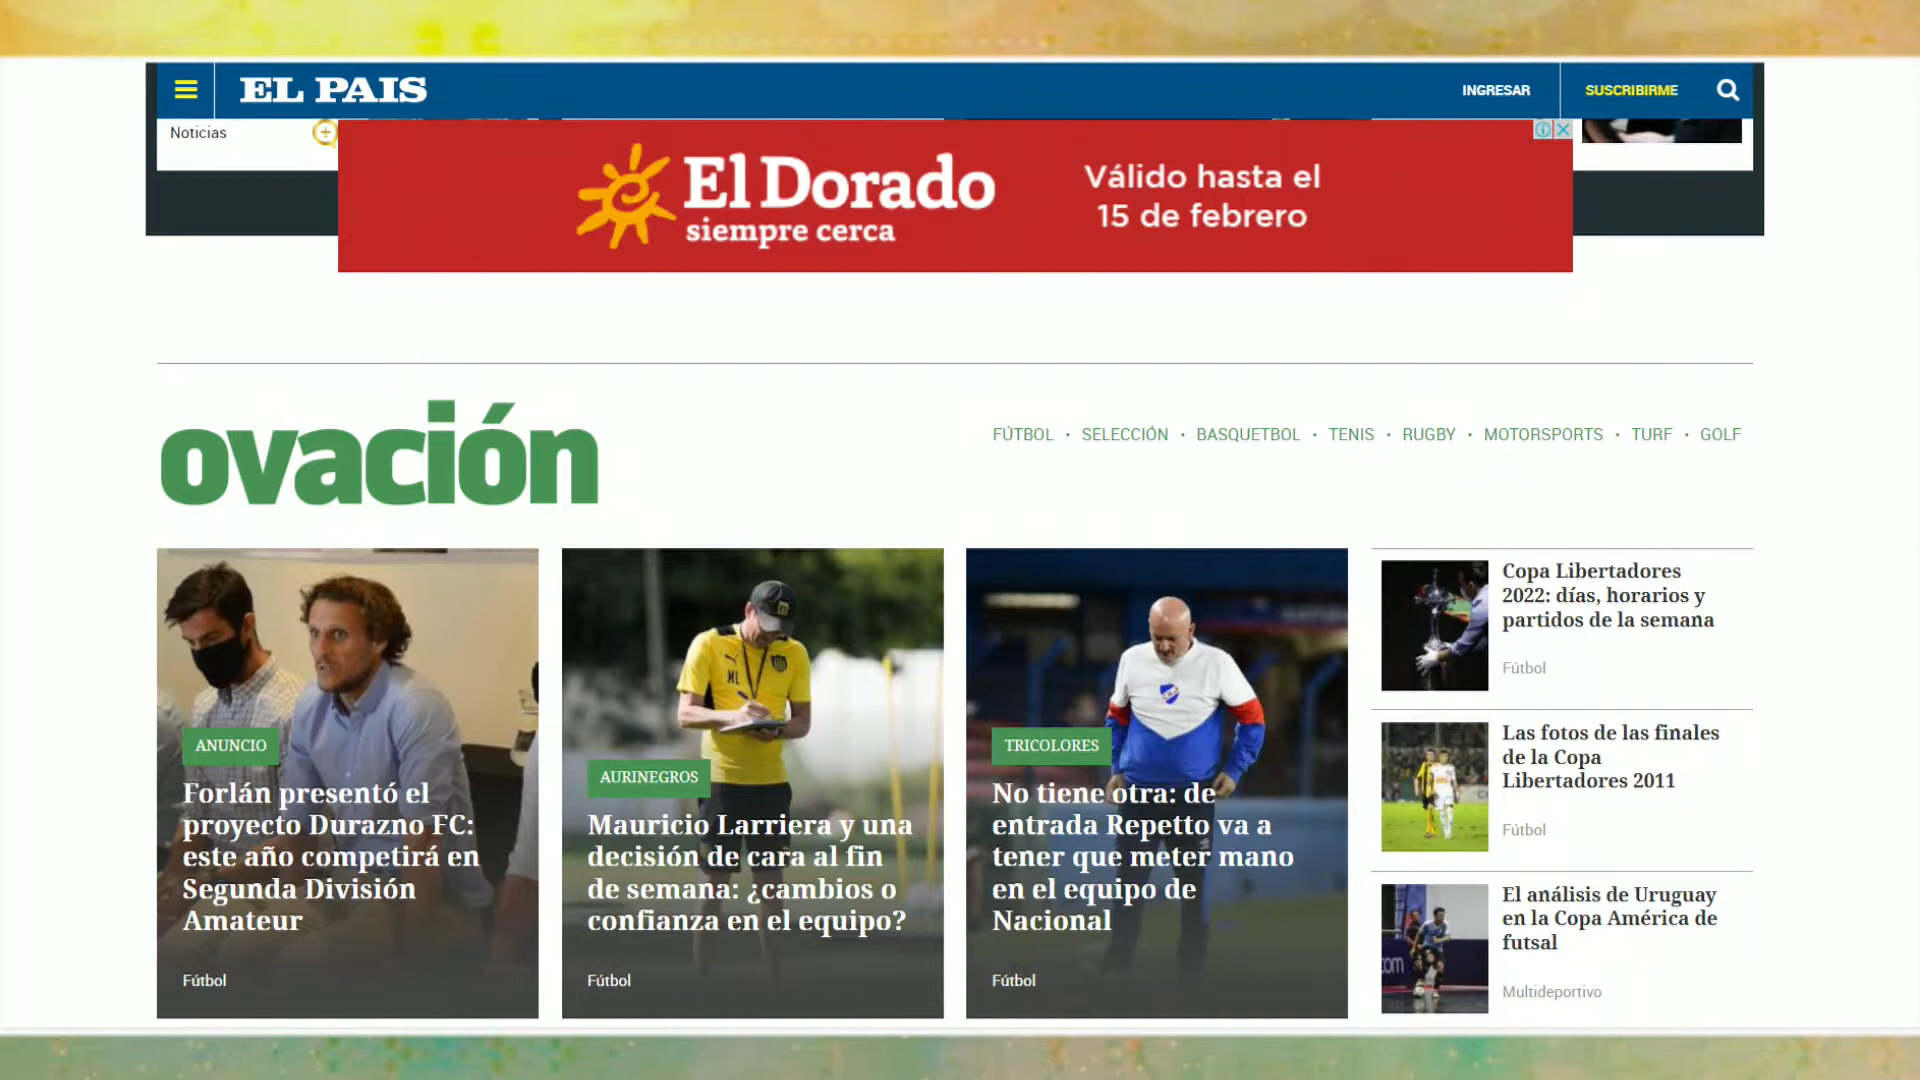 EL PAIS
INGRESAR
SUSCRIBIRME
Noticias
El Dorado
siempre cerca
Válido hasta el
15 de febrero
ovación
FÚTBOL • SELECCIÓN • BASQUETBOL • TENIS • RUGBY • MOTORSPORTS • TURF • GOLF
ANUNCIO
Forlán presentó el
proyecto Durazno FC:
este año competirá en
Segunda División
Amateur
Fútbol
AURINEGROS
Mauricio Larriera y una
decisión de cara al fin
de semana: ¿cambios o
confianza en el equipo?
Fútbol
ML
TRICOLORES
No tiene otra: de
entrada Repetto va a
tener que meter mano
en el equipo de
Nacional
Fútbol
Copa Libertadores
2022: días, horarios y
partidos de la semana
Fútbol
Las fotos de las finales
de la Copa
Libertadores 2011
Fútbol
El análisis de Uruguay
en la Copa América de
futsal
Multideportivo
com